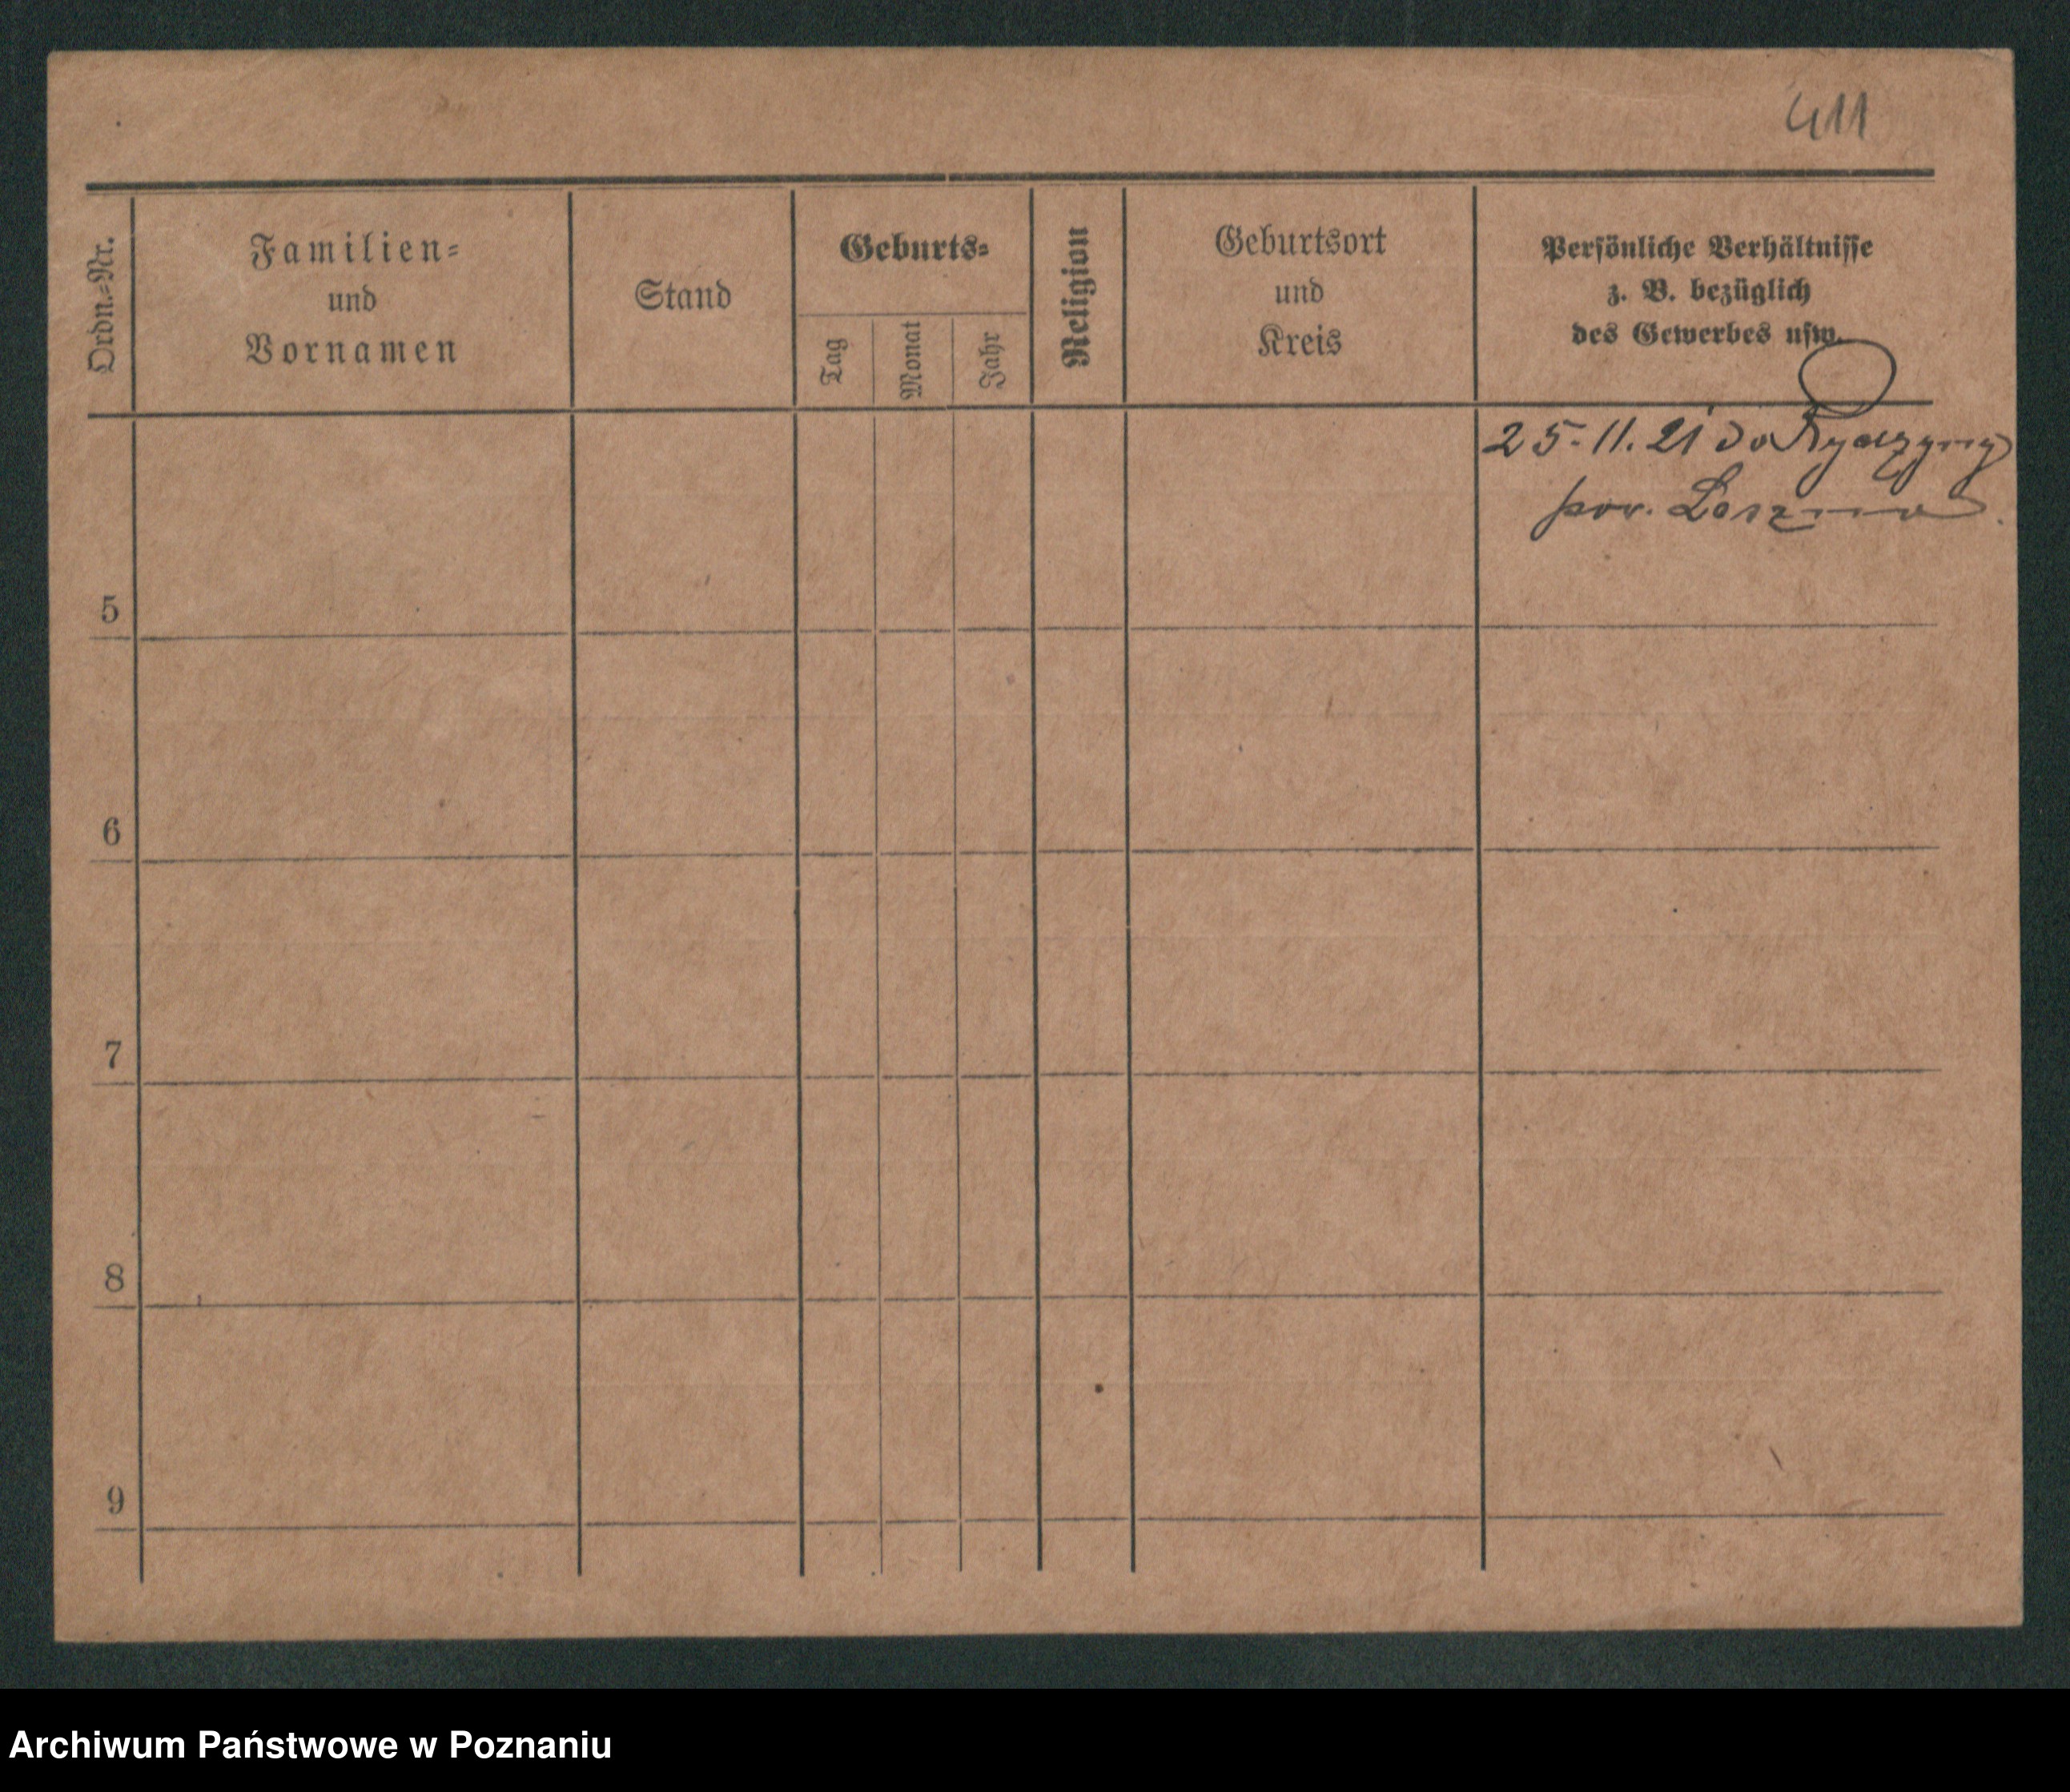 411
Ordn.-Nr.
Familien-
und
Vornamen
Stand
Geburts-
Tag
Monat
Jahr
Religion
Geburtsort
und
Kreis
Persönliche Verhältnisse
z. B. bezüglich
des Gewerbes usw.
25-11.21 do Rydzyny
pow. Leszno.
5
6
7
8
9
Archiwum Państwowe w Poznaniu